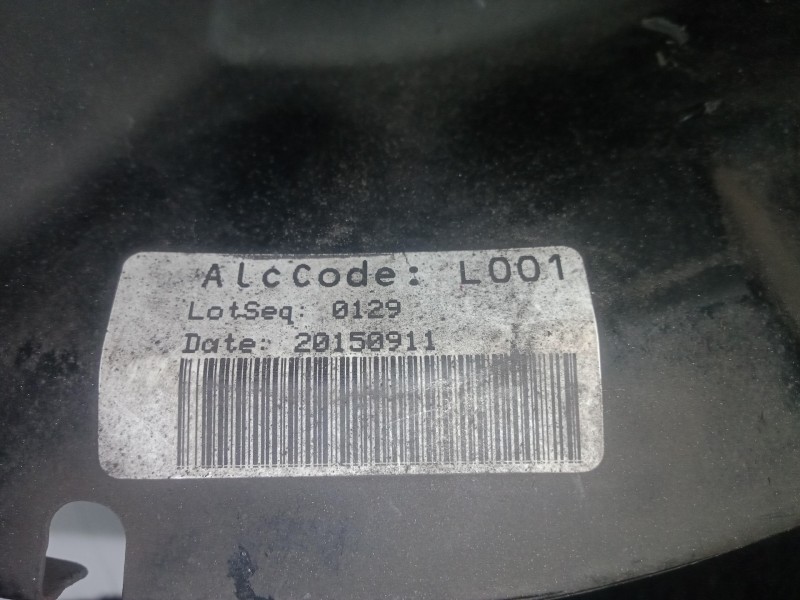 AlcCode: L001
LotSeq: 0129
Date: 20150911